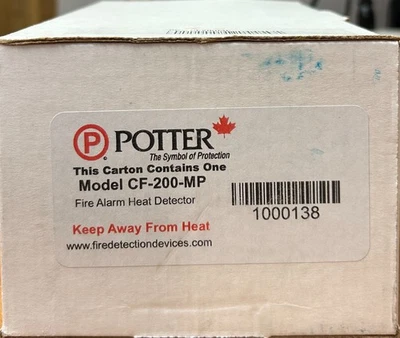 P POTTER
The Symbol of Protection
This Carton Contains One
Model CF-200-MP
Fire Alarm Heat Detector
1000138
Keep Away From Heat
www.firedetectiondevices.com